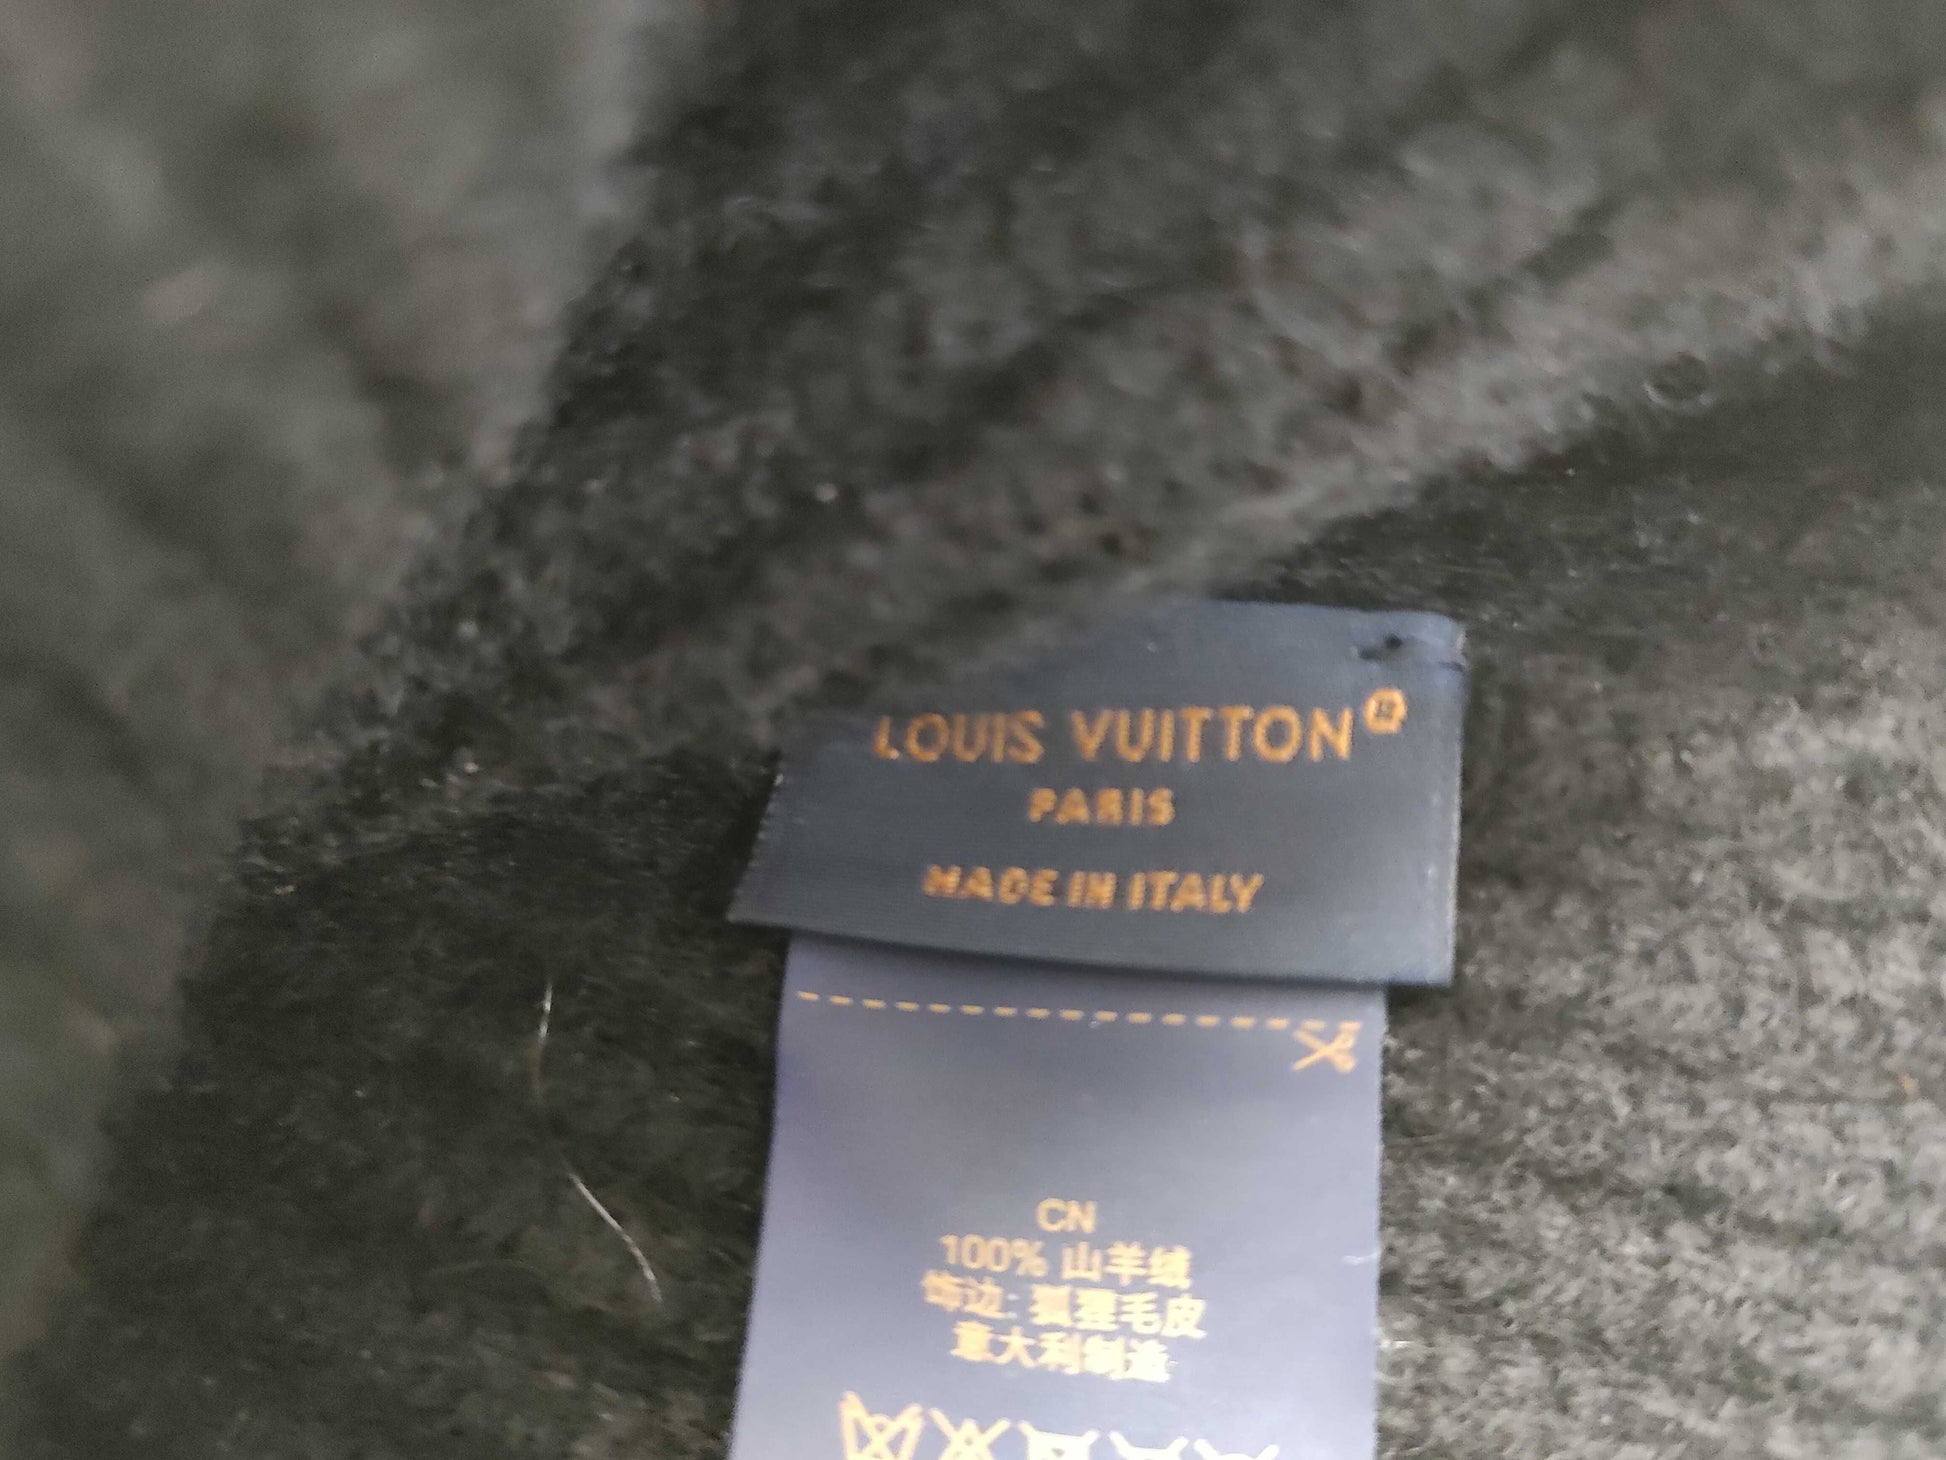 LOUIS VUITTON®
PARIS
MADE IN ITALY
CN
100% 山羊绒
饰边: 狐狸毛皮
意大利制造